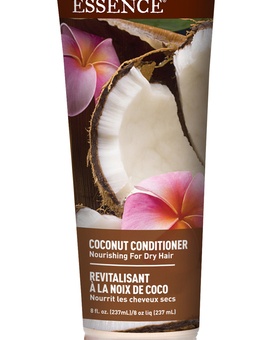 ESSENCE®
COCONUT CONDITIONER
Nourishing For Dry Hair
REVITALISANT
À LA NOIX DE COCO
Nourrit les cheveux secs
8 fl. oz. (237mL)/8 oz liq (237 mL)